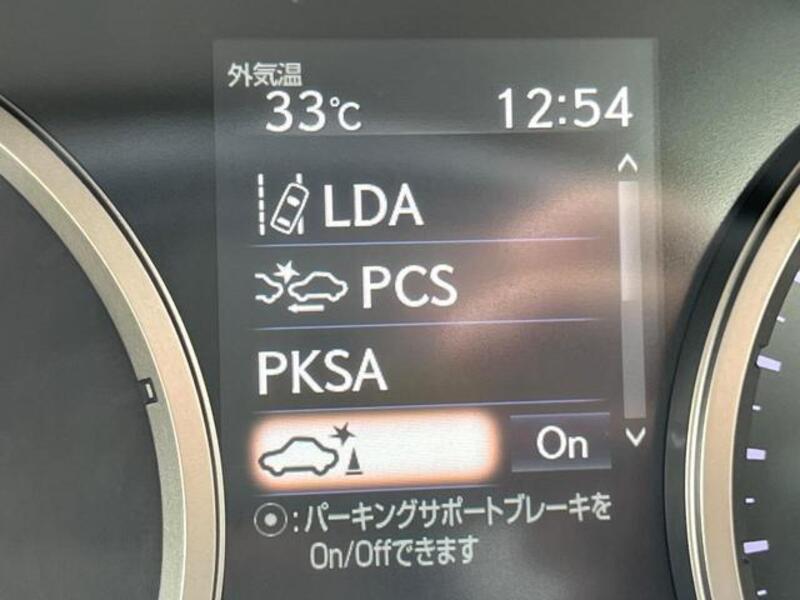 外気温
33℃ 12:54
LDA
PCS
PKSA
On
:パーキングサポートブレーキを
On/Offできます